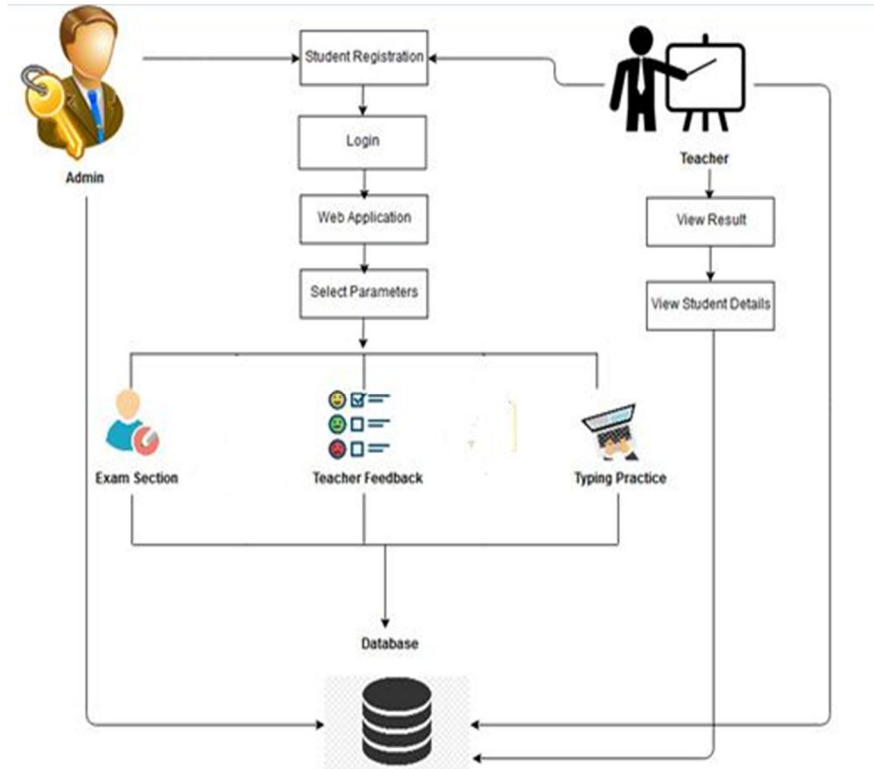 Student Registration
Admin
Teacher
Login
Web Application
View Result
Select Parameters
View Student Details
Exam Section
Teacher Feedback
Typing Practice
Database